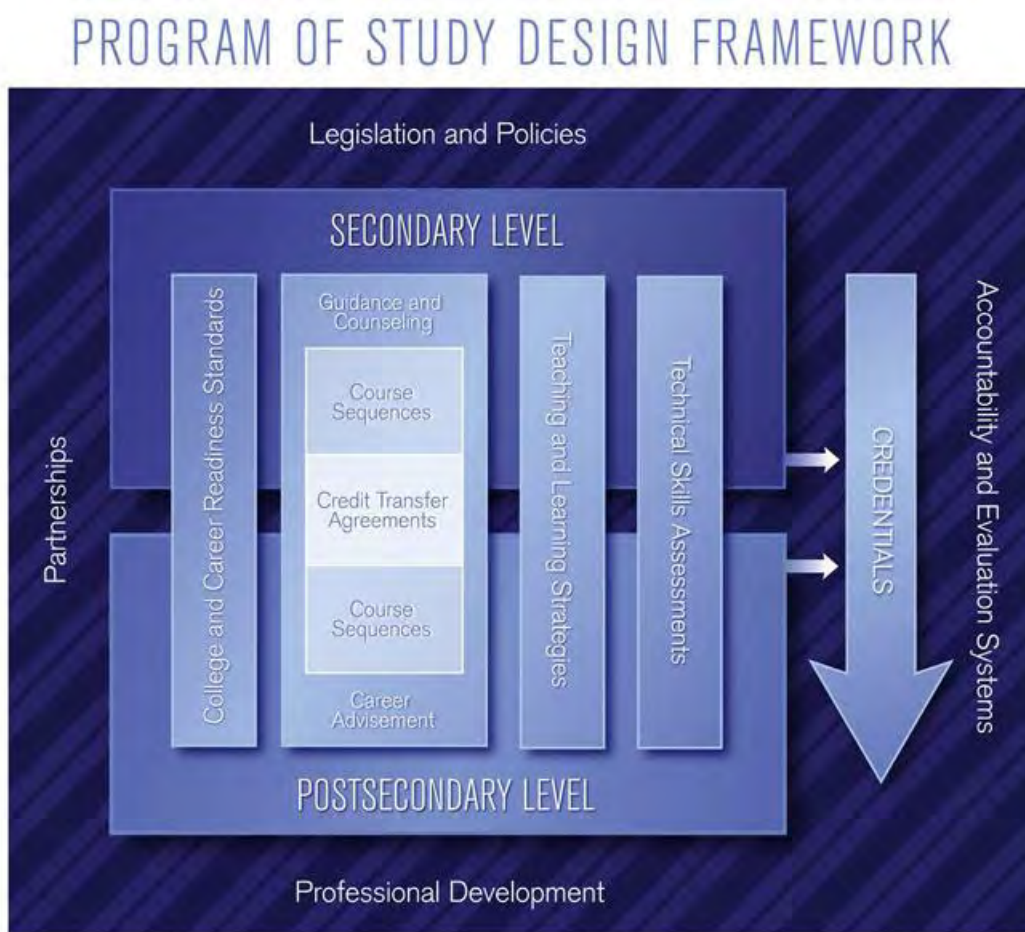 PROGRAM OF STUDY DESIGN FRAMEWORK
Legislation and Policies
SECONDARY LEVEL
Partnerships
College and Career Readiness Standards
Guidance and
Counseling
Course
Sequences
Credit Transfer
Agreements
Course
Sequences
Career
Advisement
Teaching and Learning Strategies
Technical Skills Assessments
CREDENTIALS
Accountability and Evaluation Systems
POSTSECONDARY LEVEL
Professional Development